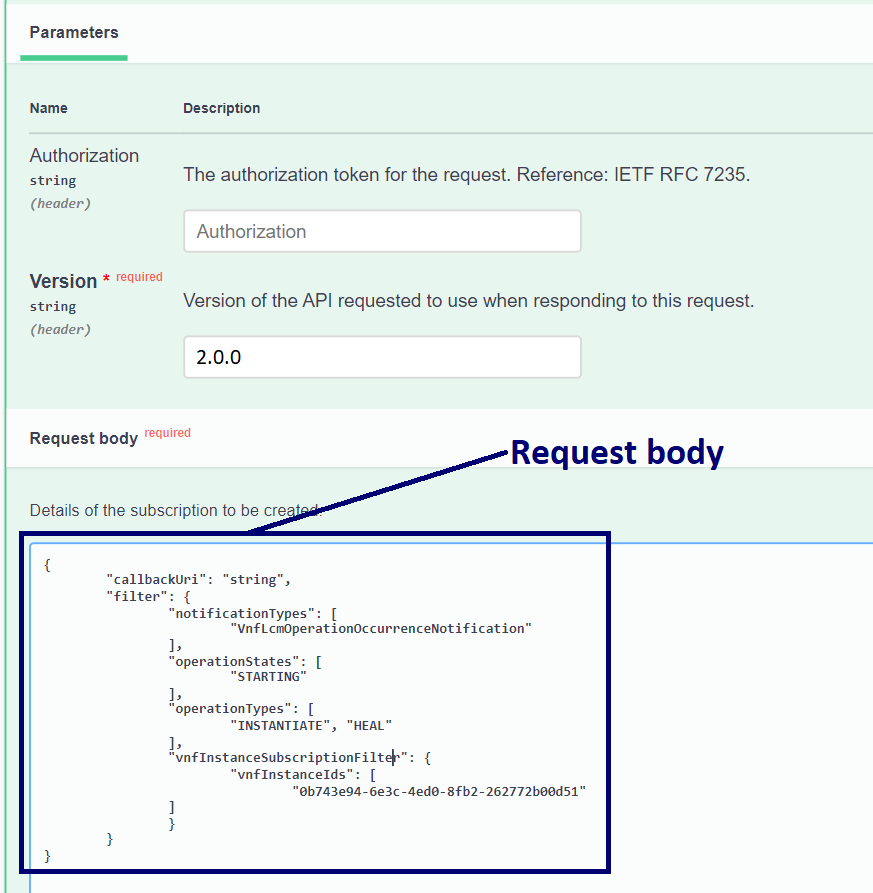 Parameters
Name Description
Authorization
string
(header)
The authorization token for the request. Reference: IETF RFC 7235.
Authorization
Version * required
string
(header)
Version of the API requested to use when responding to this request.
2.0.0
Request body required
Request body
Details of the subscription to be created.
{
"callbackUri": "string",
"filter": {
"notificationTypes": [
"VnfLcmOperationOccurrenceNotification"
],
"operationStates": [
"STARTING"
],
"operationTypes": [
"INSTANTIATE", "HEAL"
],
"vnfInstanceSubscriptionFilter": {
"vnfInstanceIds": [
"0b743e94-6e3c-4ed0-8fb2-262772b00d51"
]
}
}
}